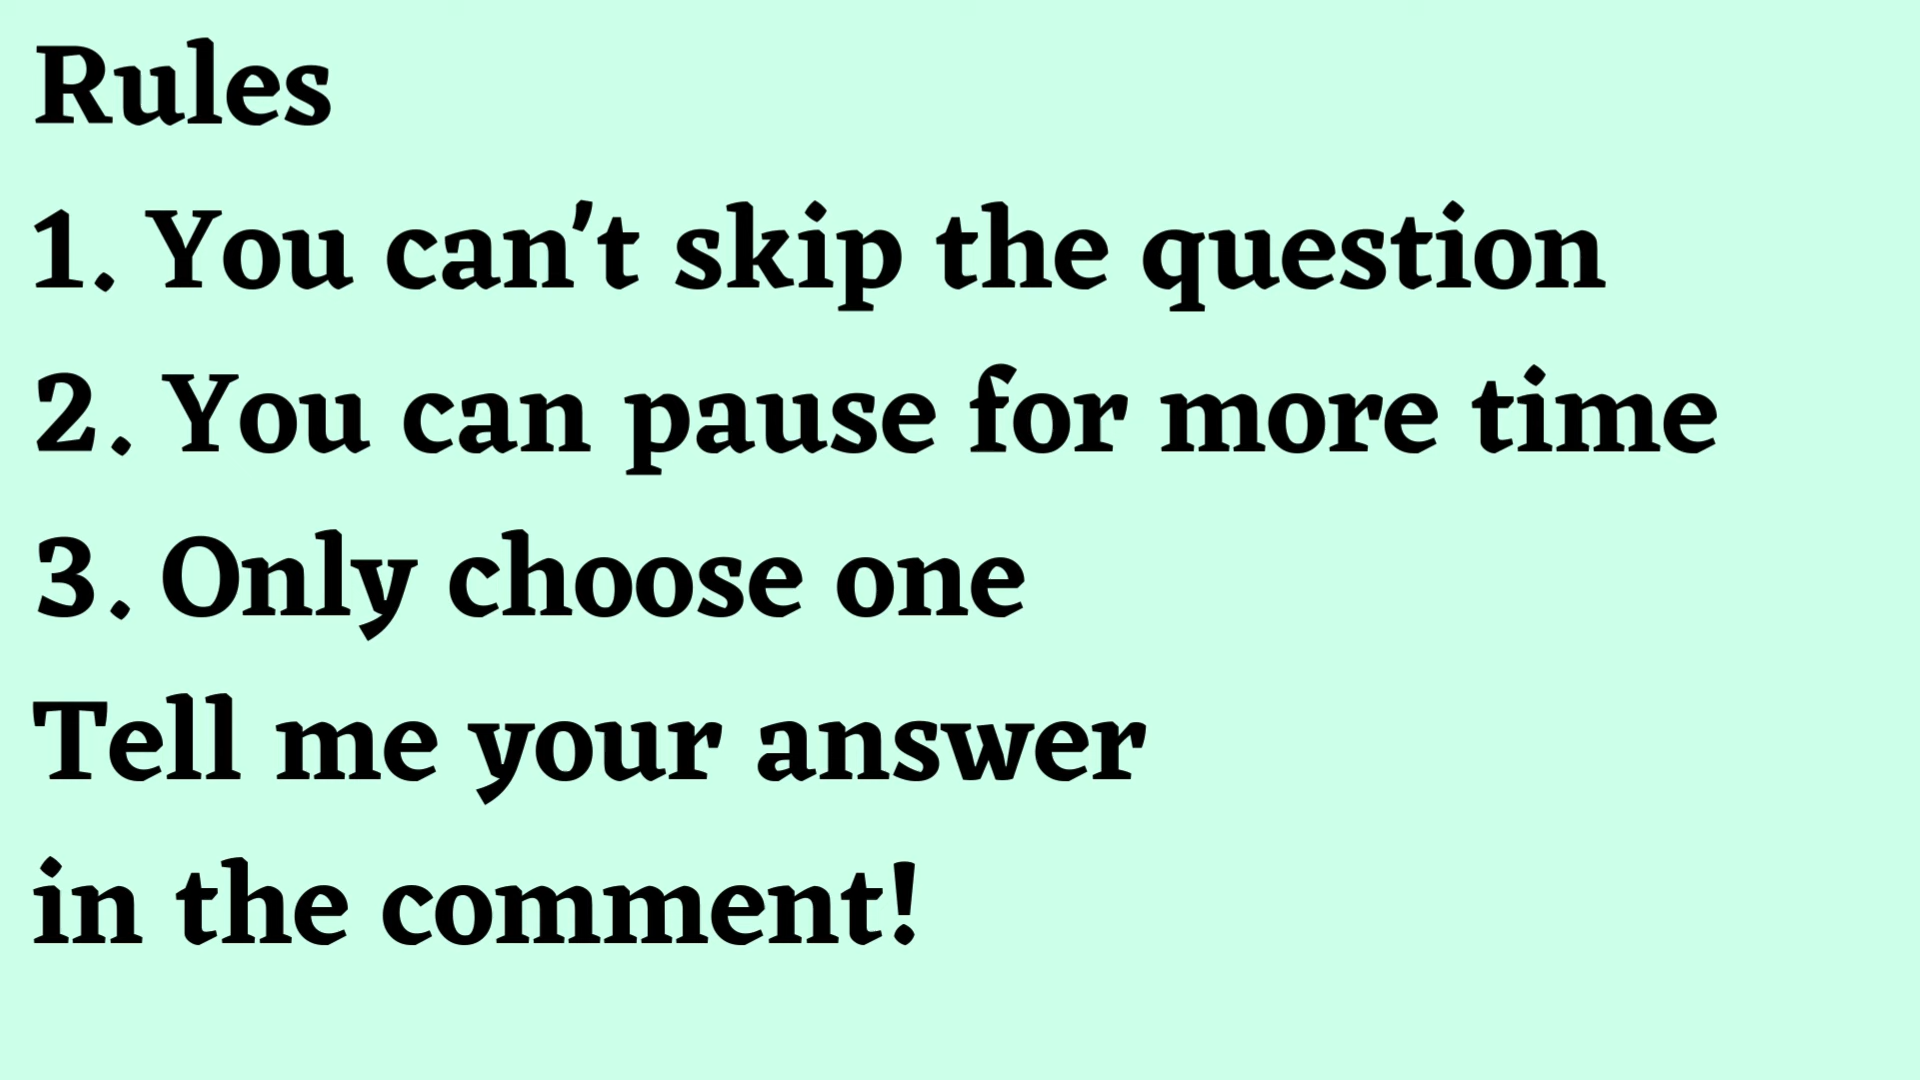 Rules
1. You can't skip the question
2. You can pause for more time
3. Only choose one
Tell me your answer
in the comment!